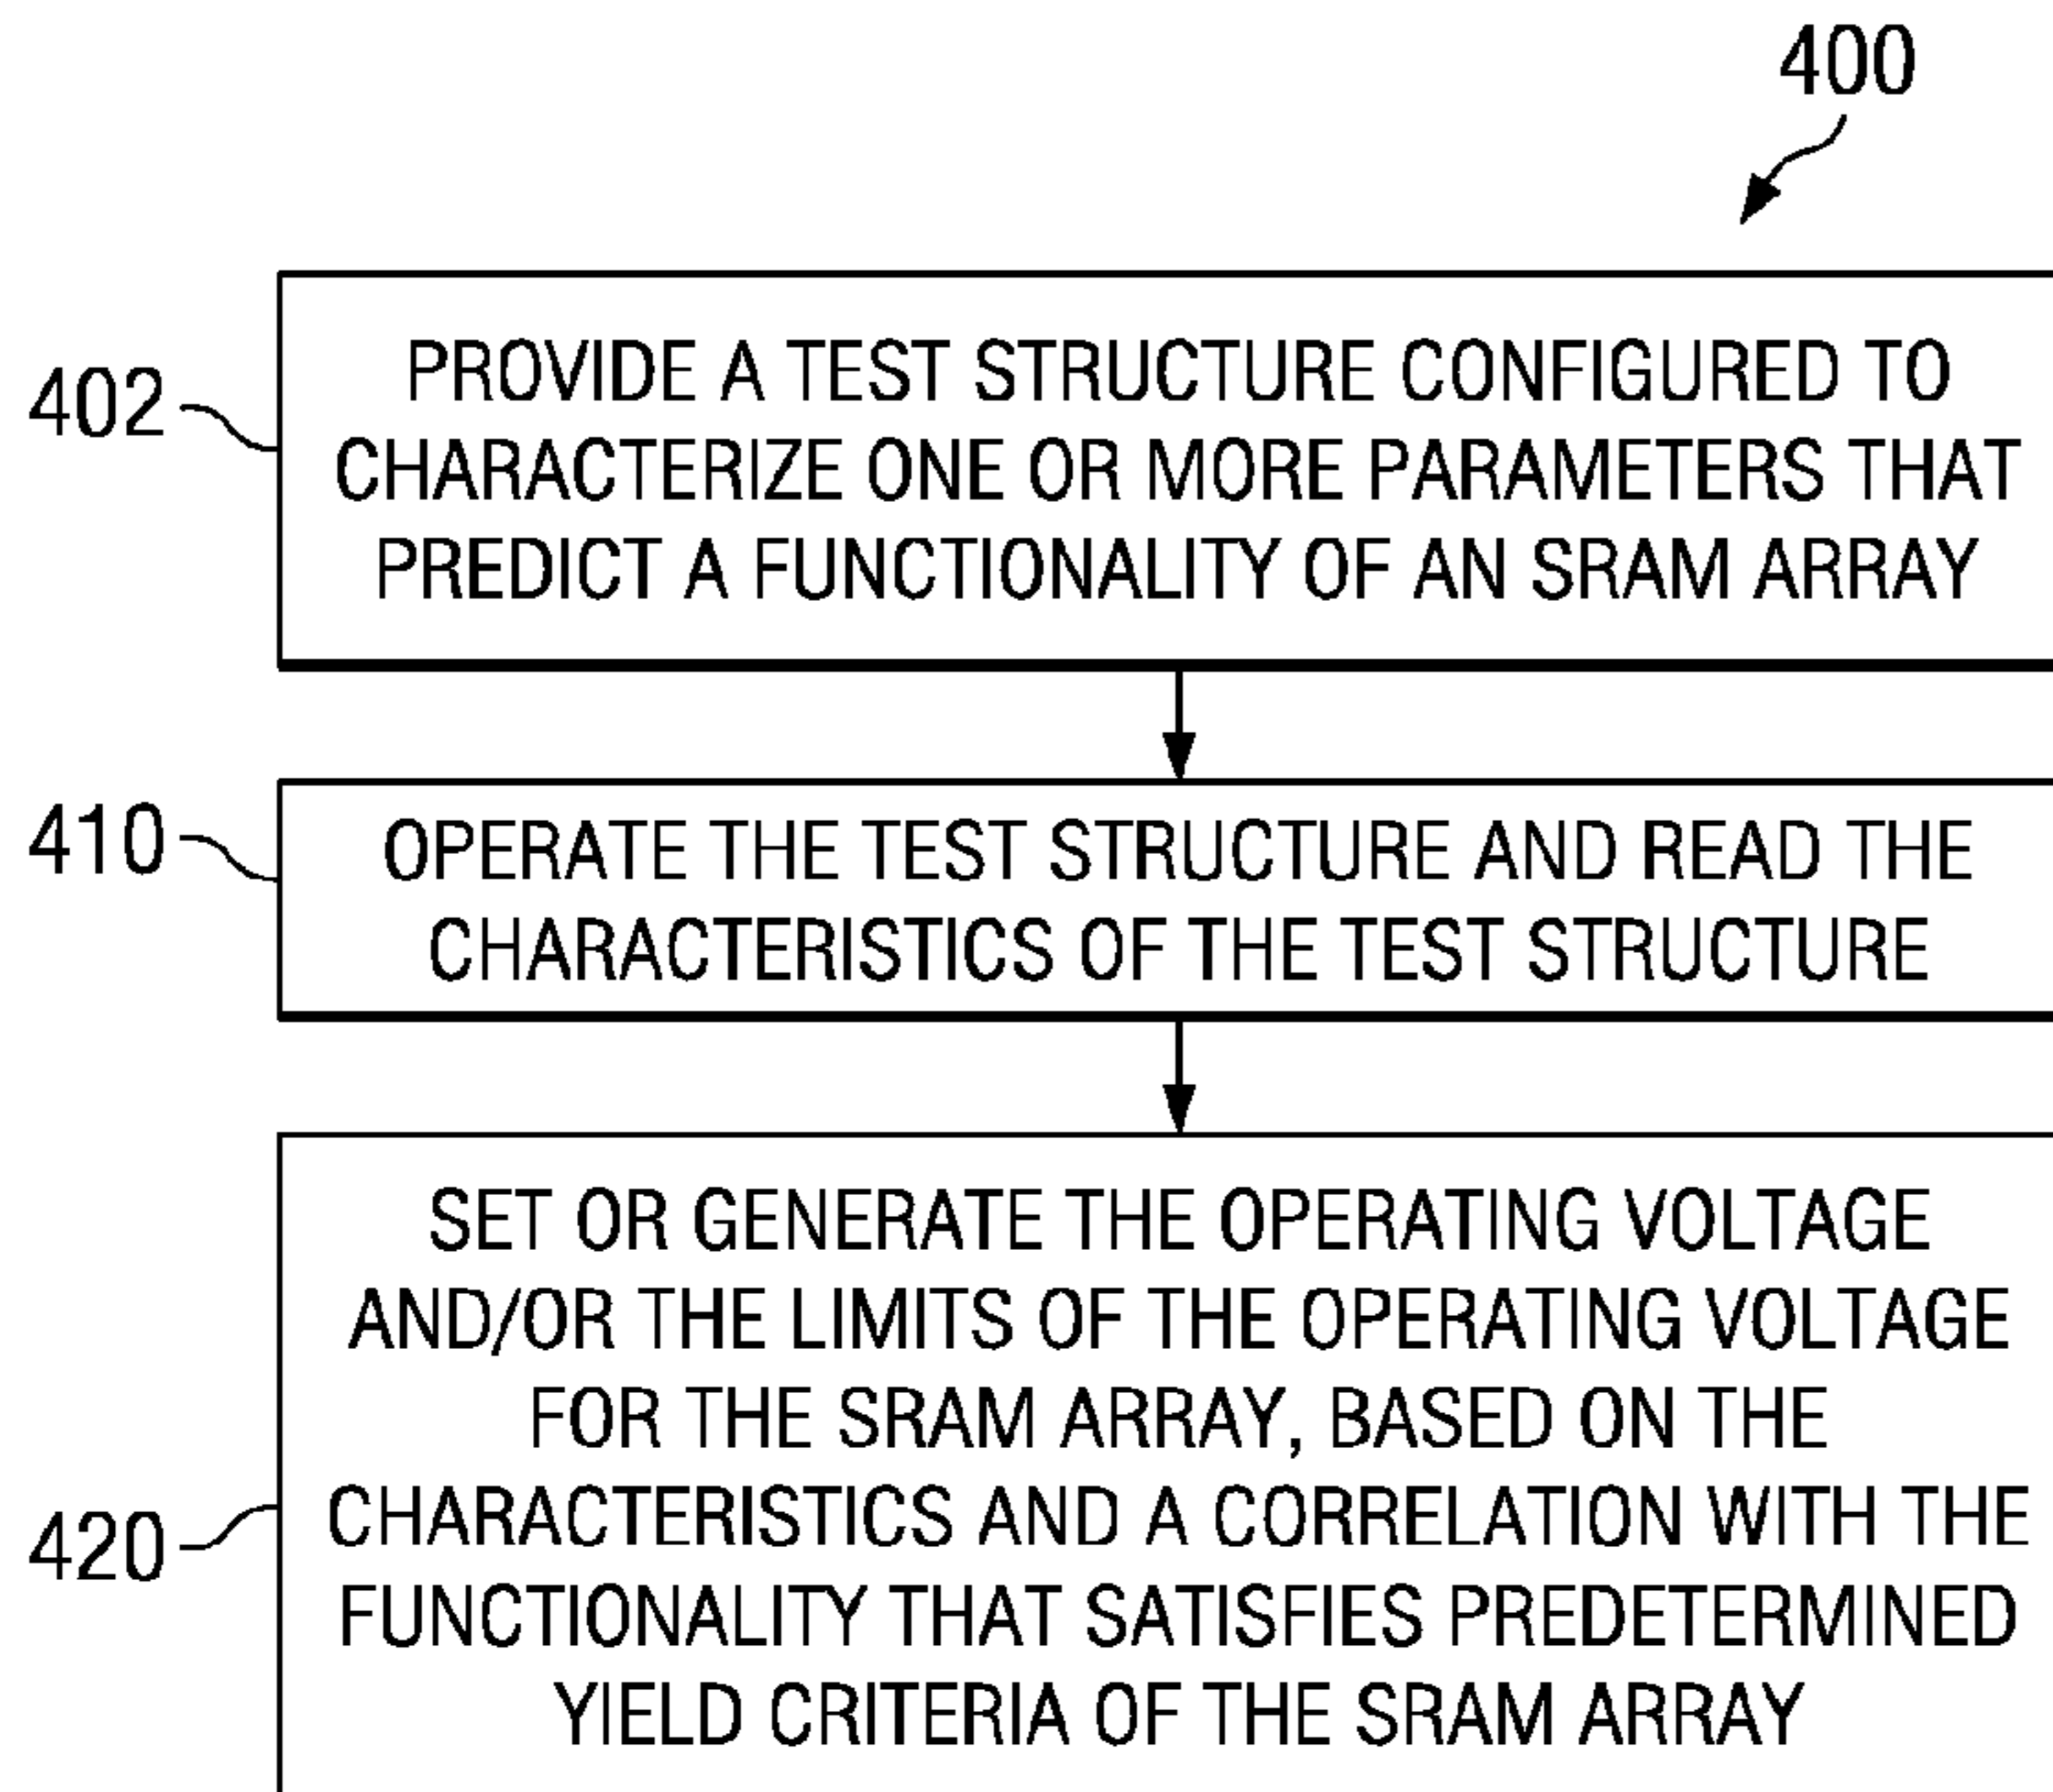 400
402
PROVIDE A TEST STRUCTURE CONFIGURED TO
CHARACTERIZE ONE OR MORE PARAMETERS THAT
PREDICT A FUNCTIONALITY OF AN SRAM ARRAY
410
OPERATE THE TEST STRUCTURE AND READ THE
CHARACTERISTICS OF THE TEST STRUCTURE
420
SET OR GENERATE THE OPERATING VOLTAGE
AND/OR THE LIMITS OF THE OPERATING VOLTAGE
FOR THE SRAM ARRAY, BASED ON THE
CHARACTERISTICS AND A CORRELATION WITH THE
FUNCTIONALITY THAT SATISFIES PREDETERMINED
YIELD CRITERIA OF THE SRAM ARRAY